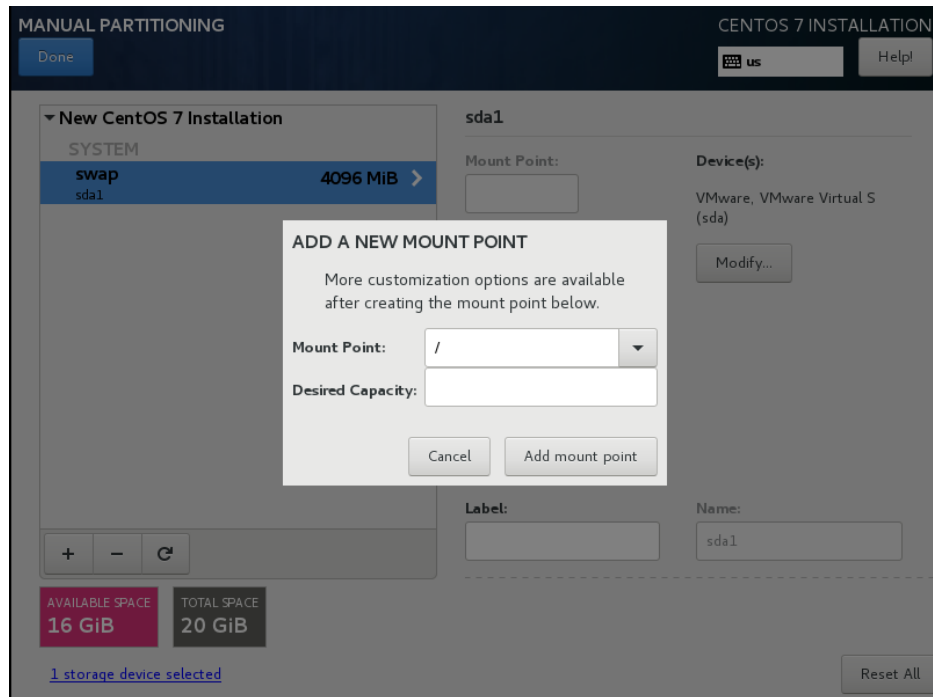 MANUAL PARTITIONING
CENTOS 7 INSTALLATION
Done
us
Help!
New CentOS 7 Installation
SYSTEM
swap
4096 MiB
sda1
sda1
Mount Point:
Device(s):
VMware, VMware Virtual S
(sda)
Modify...
ADD A NEW MOUNT POINT
More customization options are available
after creating the mount point below.
Mount Point:
/
Desired Capacity:
Cancel
Add mount point
Label:
Name:
sda1
+
−
AVAILABLE SPACE
16 GiB
TOTAL SPACE
20 GiB
1 storage device selected
Reset All